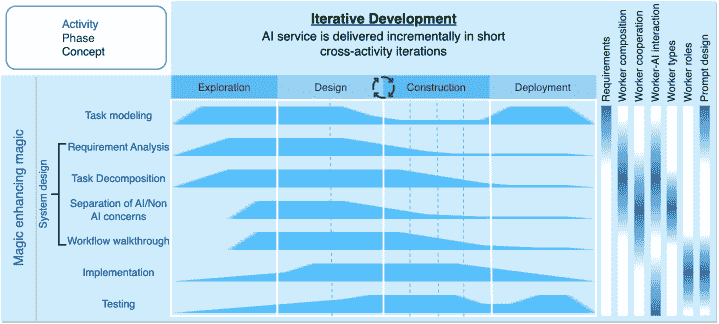 Activity
Phase
Concept
Iterative Development
AI service is delivered incrementally in short
cross-activity iterations
Requirements
Worker composition
Worker cooperation
Worker-AI interaction
Worker types
Worker roles
Prompt design
Exploration
Design
Construction
Deployment
Magic enhancing magic
System design
Task modeling
Requirement Analysis
Task Decomposition
Separation of AI/Non
AI concerns
Workflow walkthrough
Implementation
Testing